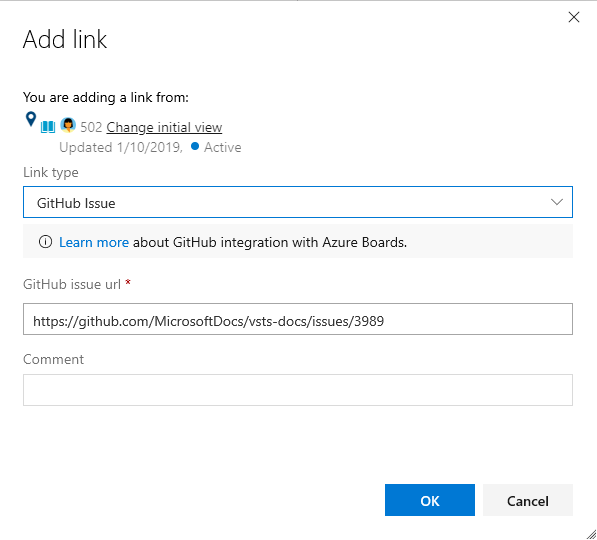 Add link
You are adding a link from:
502 Change initial view
Updated 1/10/2019, Active
Link type
GitHub Issue
Learn more about GitHub integration with Azure Boards.
GitHub issue url *
https://github.com/MicrosoftDocs/vsts-docs/issues/3989
Comment
OK Cancel